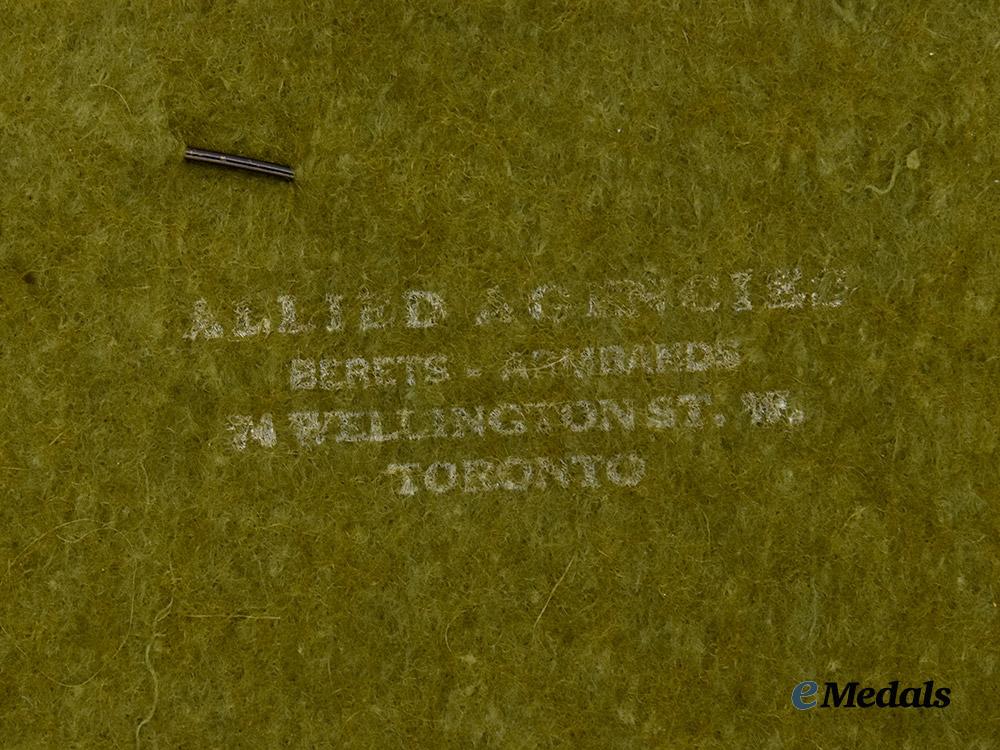 ALLIED AGENCIES
BERETS - ARMBANDS
74 WELLINGTON ST. W.
TORONTO
eMedals